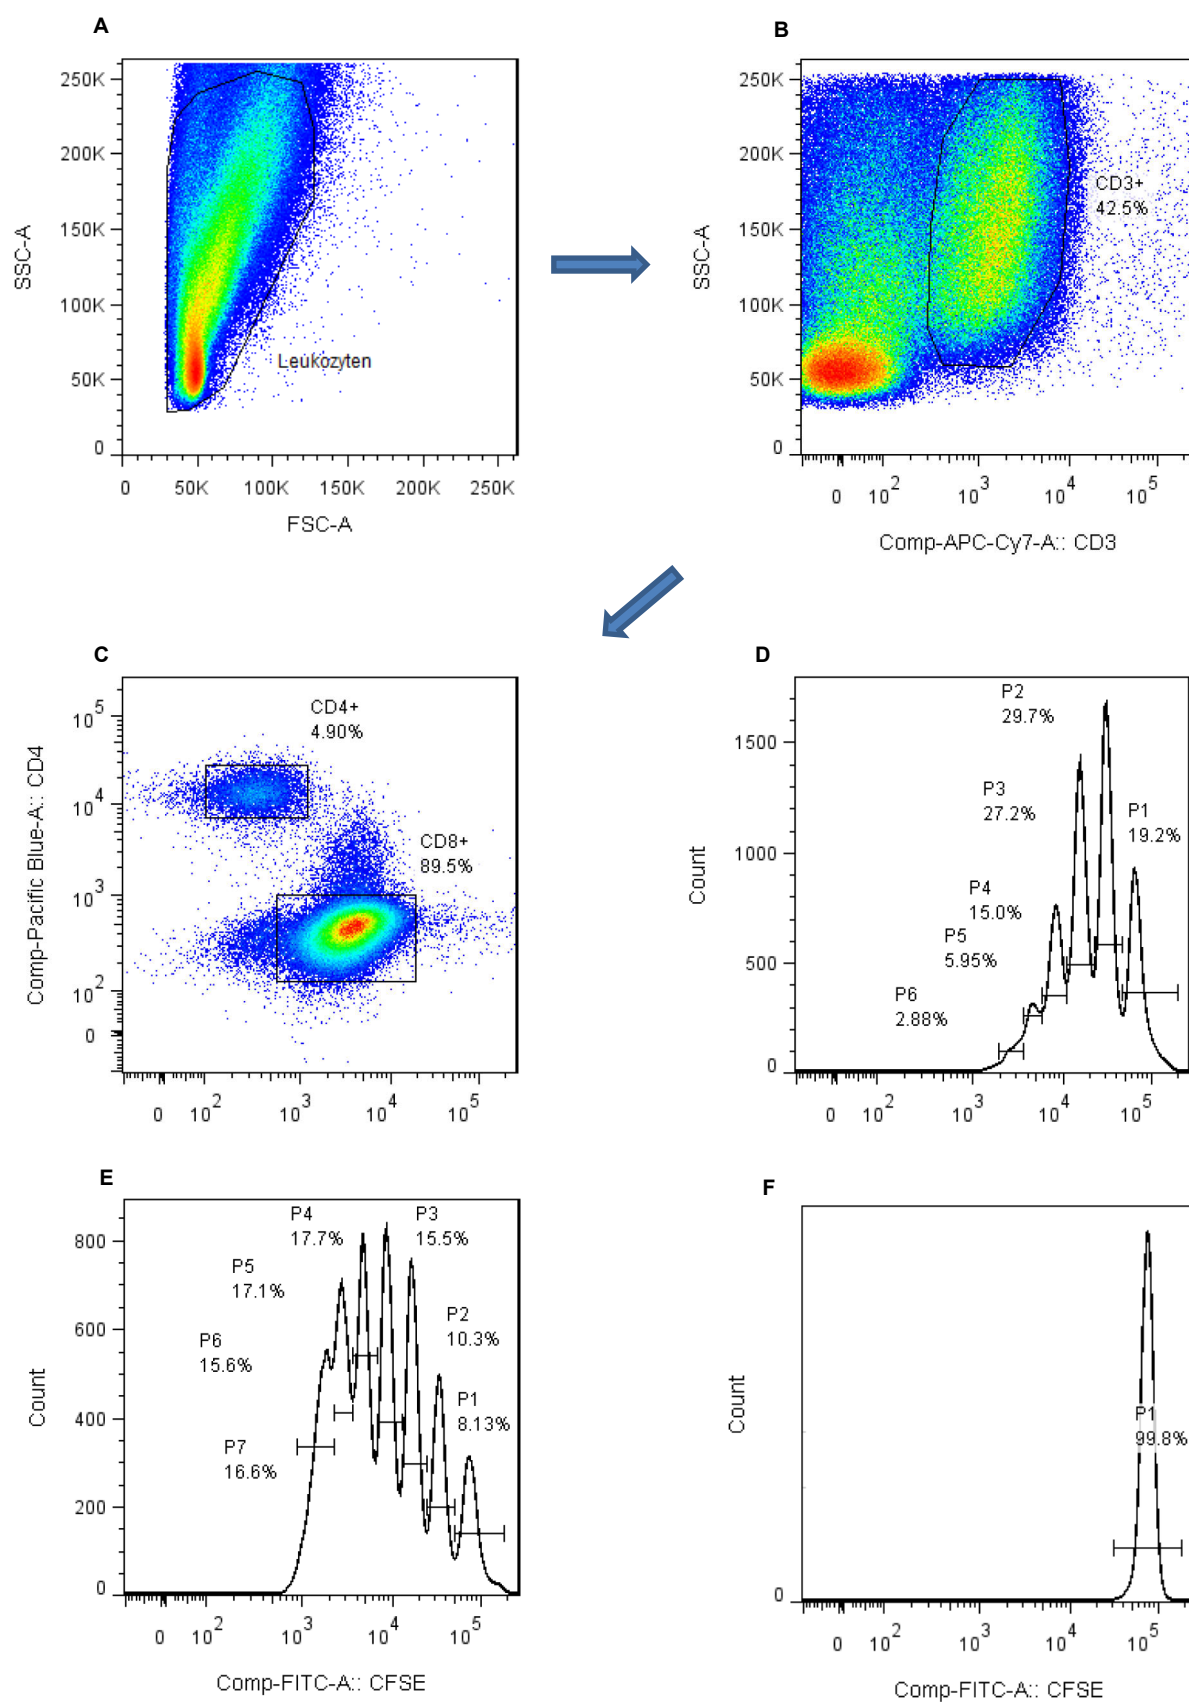 A
250K
200K
150K
100K
50K
0
SSC-A
Leukozyten
0 50K 100K 150K 200K 250K
FSC-A
B
250K
200K
150K
100K
50K
0
SSC-A
CD3+
42.5%
0 10^2 10^3 10^4 10^5
Comp-APC-Cy7-A:: CD3
C
10^5
10^4
10^3
10^2
0
Comp-Pacific Blue-A:: CD4
CD4+
4.90%
CD8+
89.5%
0 10^2 10^3 10^4 10^5
D
1500
1000
500
0
Count
P2
29.7%
P3
27.2%
P1
19.2%
P4
15.0%
P5
5.95%
P6
2.88%
0 10^2 10^3 10^4 10^5
E
800
600
400
200
0
Count
P4
17.7%
P3
15.5%
P5
17.1%
P2
10.3%
P6
15.6%
P1
8.13%
P7
16.6%
0 10^2 10^3 10^4 10^5
Comp-FITC-A:: CFSE
F
0
Count
P1
99.8%
0 10^2 10^3 10^4 10^5
Comp-FITC-A:: CFSE